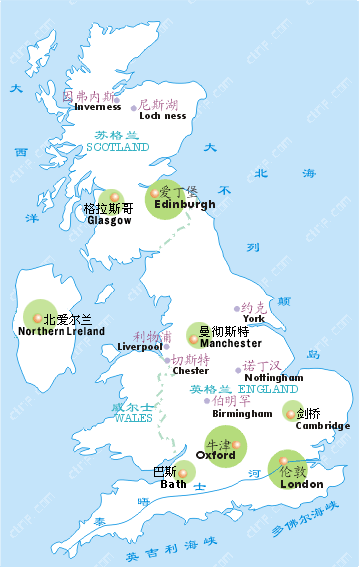 因弗内斯
Inverness
尼斯湖
Loch ness
苏格兰
SCOTLAND
大西洋
大不列颠岛
北海
爱丁堡
Edinburgh
格拉斯哥
Glasgow
北爱尔兰
Northern Lreland
约克
York
曼彻斯特
Manchester
利物浦
Liverpool
切斯特
Chester
诺丁汉
Nottingham
英格兰 ENGLAND
伯明罕
Birmingham
威尔士
WALES
剑桥
Cambridge
牛津
Oxford
巴斯
Bath
伦敦
London
泰晤士河
英吉利海峡
多佛尔海峡